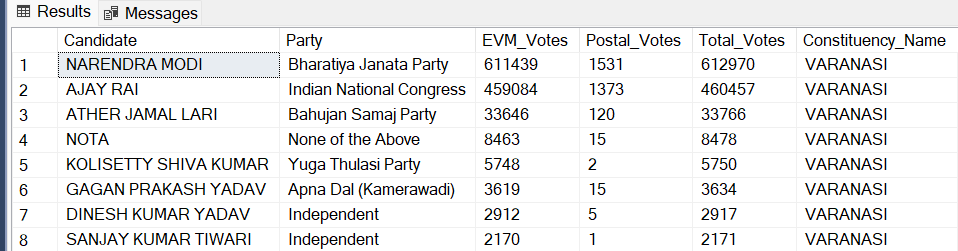 Results Messages
Candidate Party EVM_Votes Postal_Votes Total_Votes Constituency_Name
1 NARENDRA MODI Bharatiya Janata Party 611439 1531 612970 VARANASI
2 AJAY RAI Indian National Congress 459084 1373 460457 VARANASI
3 ATHER JAMAL LARI Bahujan Samaj Party 33646 120 33766 VARANASI
4 NOTA None of the Above 8463 15 8478 VARANASI
5 KOLISETTY SHIVA KUMAR Yuga Thulasi Party 5748 2 5750 VARANASI
6 GAGAN PRAKASH YADAV Apna Dal (Kamerawadi) 3619 15 3634 VARANASI
7 DINESH KUMAR YADAV Independent 2912 5 2917 VARANASI
8 SANJAY KUMAR TIWARI Independent 2170 1 2171 VARANASI